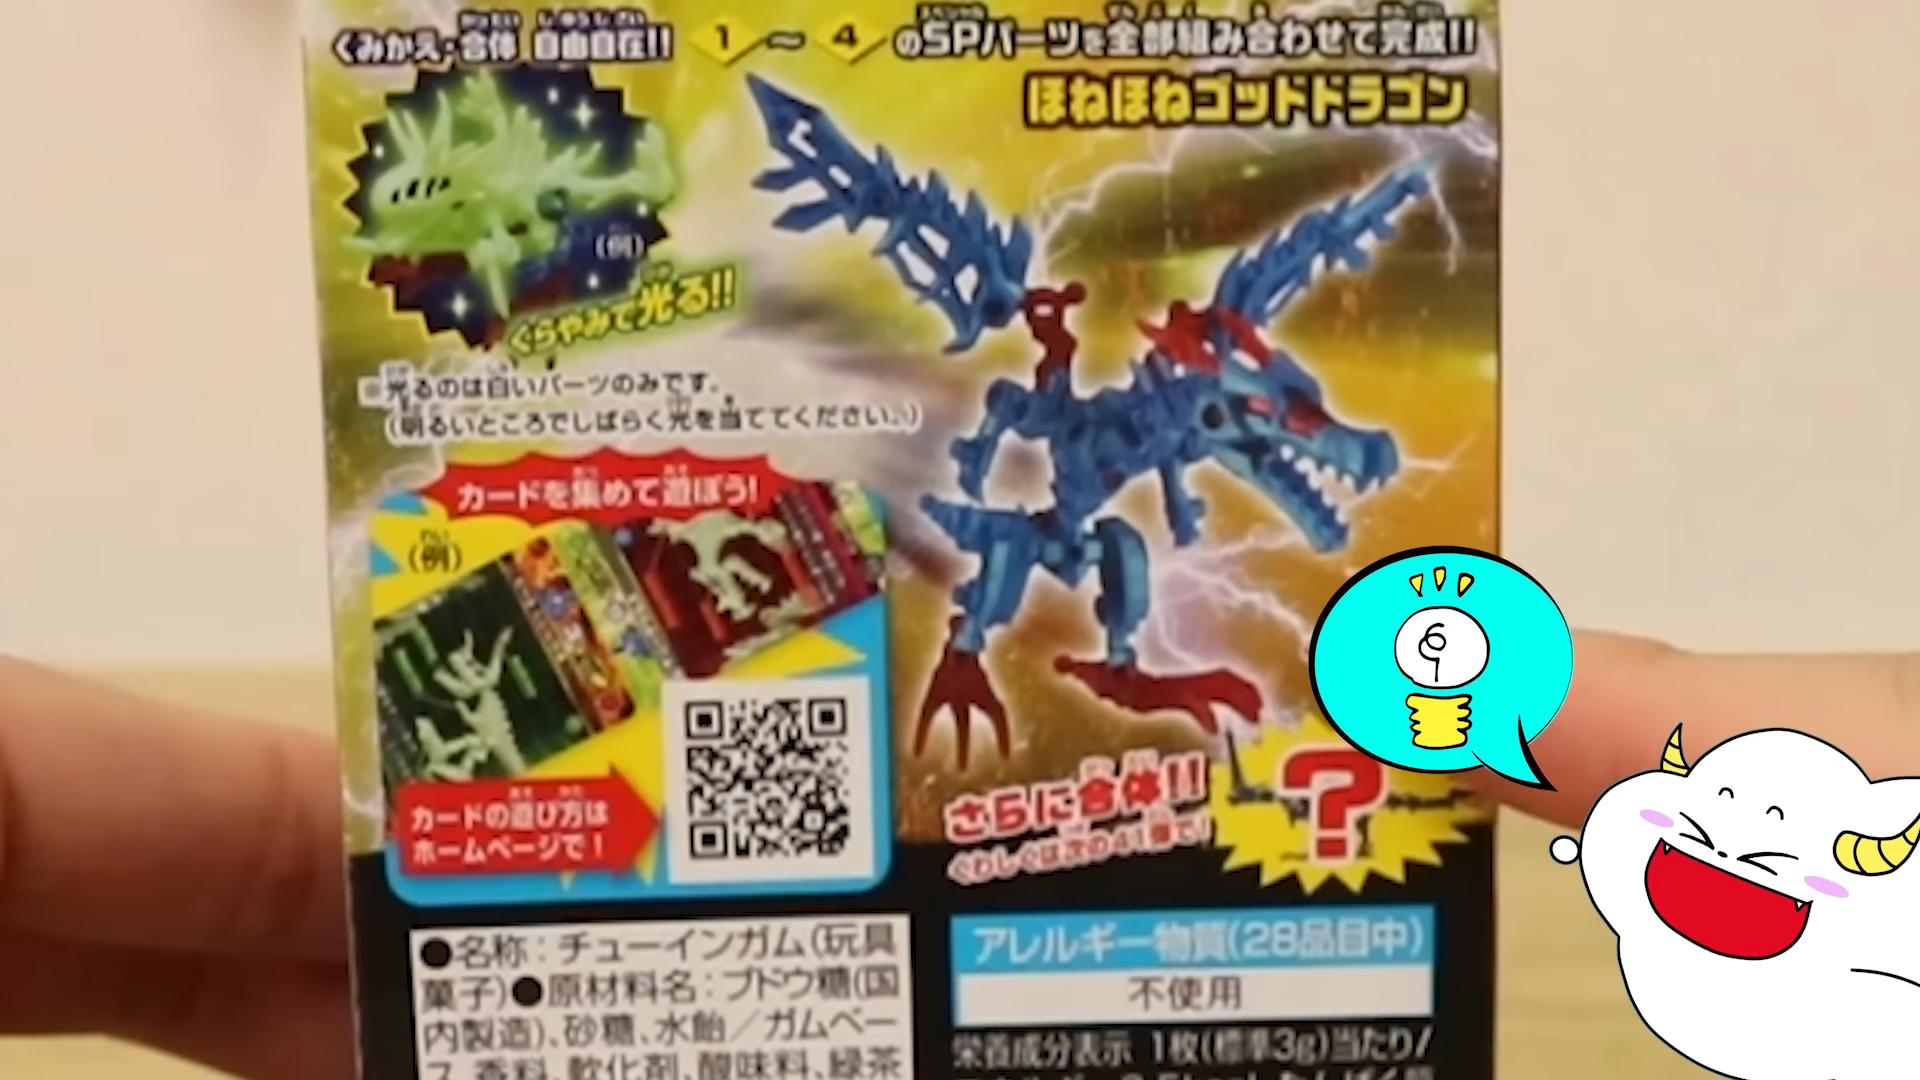 くみかえ・合体 自由自在!!
1～4のSPパーツを全部組み合わせて完成!!
ほねほねゴッドドラゴン
(例)
くらやみで光る!!
※光るのは白いパーツのみです。
(明るいところでしばらく光を当ててください。)
カードを集めて遊ぼう!
(例)
カードの遊び方は
ホームページで!
さらに合体!!
くわしくは次の41弾で!
?
●名称:チューインガム(玩具
菓子)●原材料名:ブドウ糖(国
内製造)、砂糖、水飴/ガムベー
ス、香料、軟化剤、酸味料、緑茶
アレルギー物質(28品目中)
不使用
栄養成分表示 1枚(標準3g)当たり/